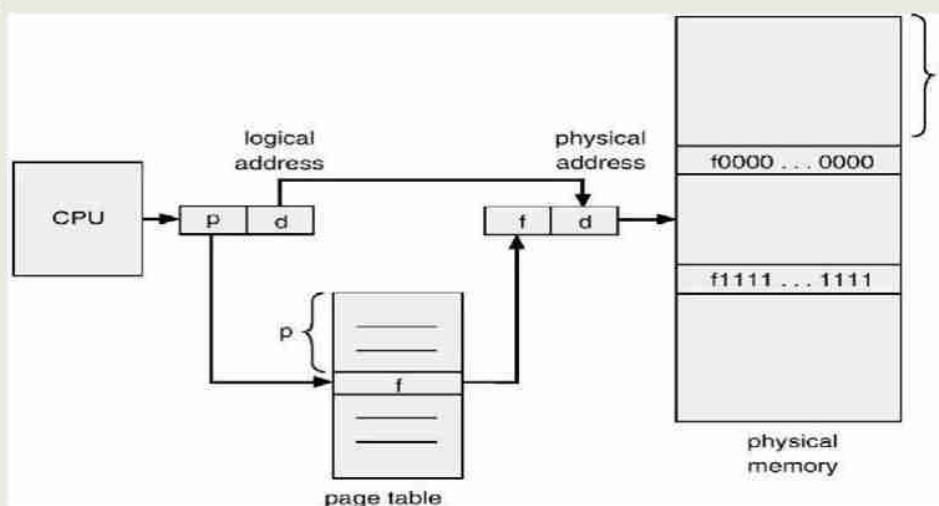 logical
address
physical
address
f0000 . . . 0000
CPU
p
d
f
d
f1111 . . . 1111
p
f
physical
memory
page table